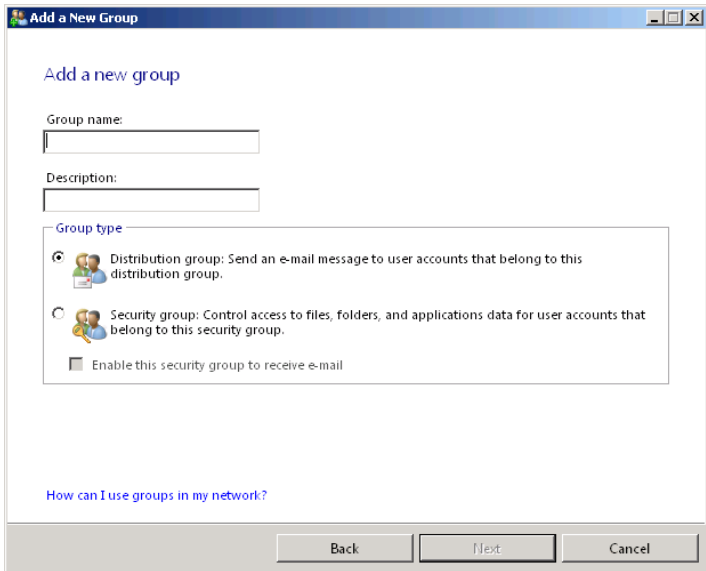 Add a New Group
Add a new group
Group name:
Description:
Group type
Distribution group: Send an e-mail message to user accounts that belong to this
distribution group.
Security group: Control access to files, folders, and applications data for user accounts that
belong to this security group.
Enable this security group to receive e-mail
How can I use groups in my network?
Back Next Cancel